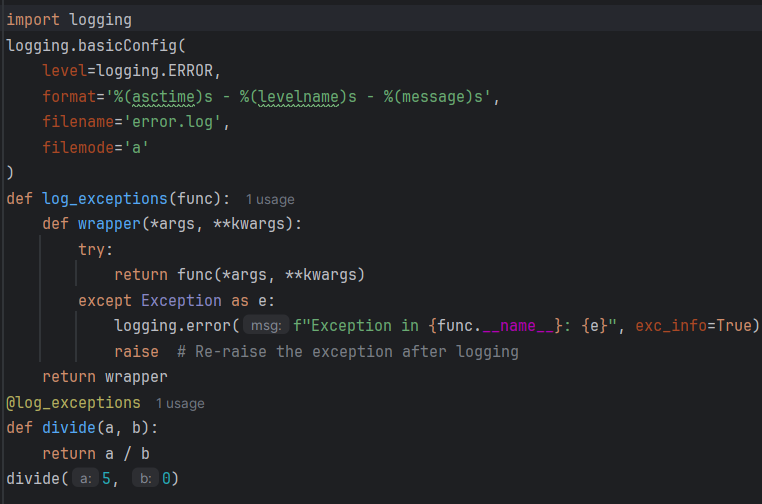 import logging
logging.basicConfig(
    level=logging.ERROR,
    format='%(asctime)s - %(levelname)s - %(message)s',
    filename='error.log',
    filemode='a'
)
def log_exceptions(func):  1 usage
    def wrapper(*args, **kwargs):
        try:
            return func(*args, **kwargs)
        except Exception as e:
            logging.error( msg: f"Exception in {func.__name__}: {e}", exc_info=True)
            raise  # Re-raise the exception after logging
    return wrapper
@log_exceptions  1 usage
def divide(a, b):
    return a / b
divide( a: 5,  b: 0)